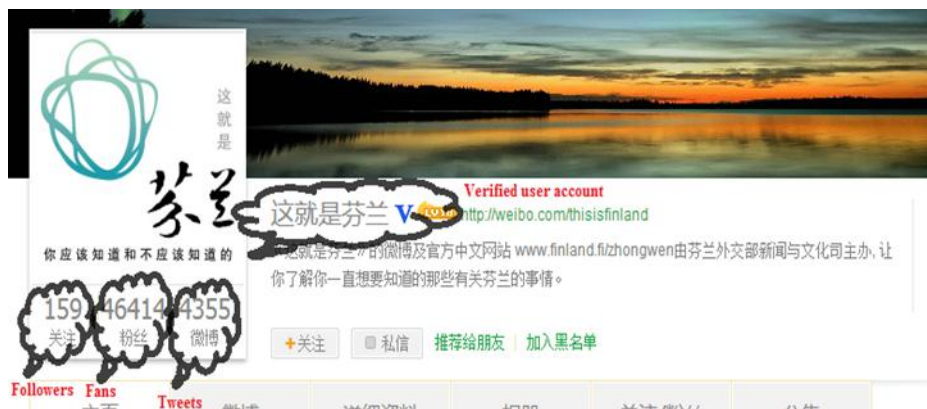 这就是
芬兰
你应该知道和不应该知道的
159 46414 4355
关注 粉丝 微博
Followers Fans Tweets
Verified user account
这就是芬兰 V http://weibo.com/thisisfinland
这就是芬兰//的微博及官方中文网站 www.finland.fi/zhongwen由芬兰外交部新闻与文化司主办, 让
你了解你一直想要知道的那些有关芬兰的事情。
+关注 私信 推荐给朋友 加入黑名单